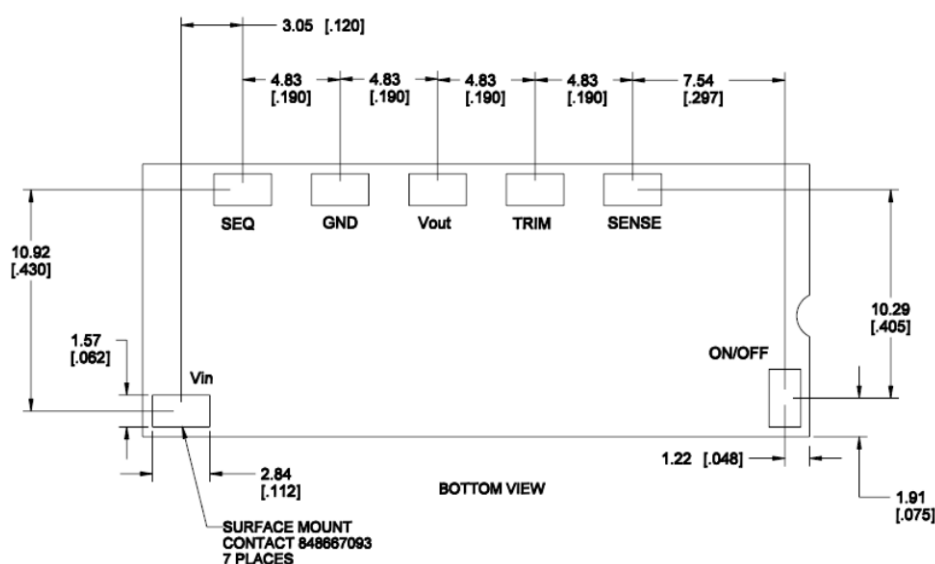 3.05 [.120]
4.83
[.190]
4.83
[.190]
4.83
[.190]
4.83
[.190]
7.54
[.297]
SEQ
GND
Vout
TRIM
SENSE
10.92
[.430]
10.29
[.405]
1.57
[.062]
ON/OFF
Vin
1.22 [.048]
2.84
[.112]
BOTTOM VIEW
1.91
[.075]
SURFACE MOUNT
CONTACT 848667093
7 PLACES